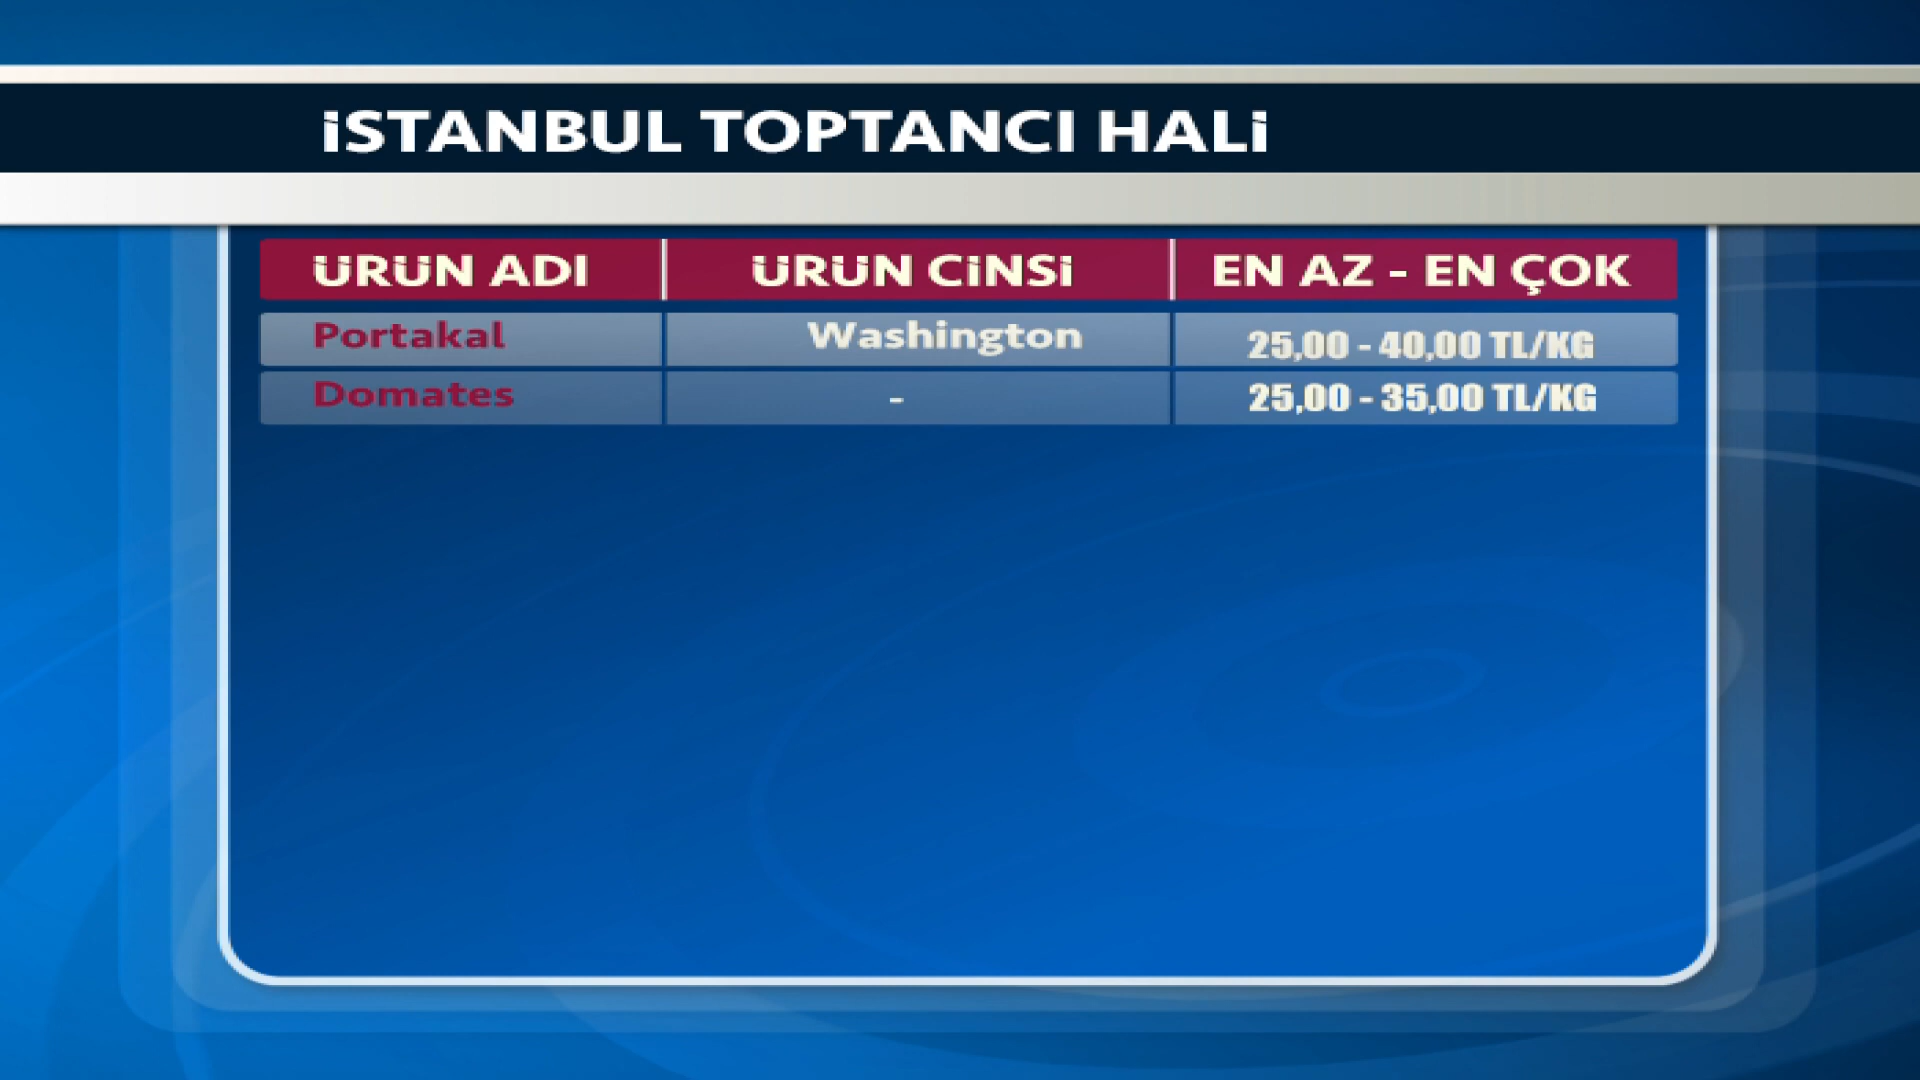 İSTANBUL TOPTANCI HALİ
ÜRÜN ADI ÜRÜN CİNSİ EN AZ - EN ÇOK
Portakal Washington 25,00 - 40,00 TL/KG
Domates - 25,00 - 35,00 TL/KG